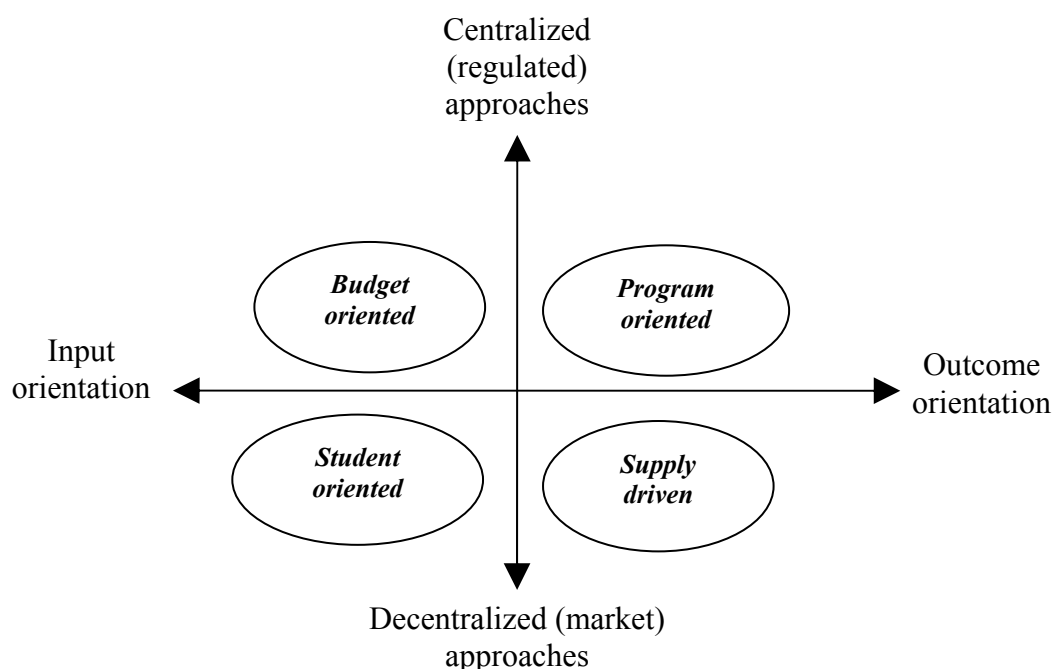 Centralized
(regulated)
approaches
Budget
oriented
Program
oriented
Input
orientation
Outcome
orientation
Student
oriented
Supply
driven
Decentralized (market)
approaches